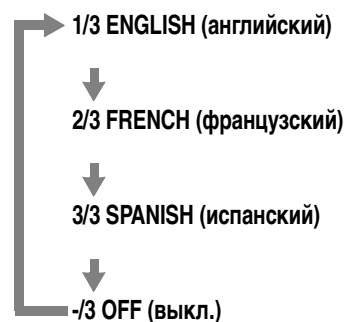 1/3 ENGLISH (английский)
2/3 FRENCH (французский)
3/3 SPANISH (испанский)
-/3 OFF (выкл.)